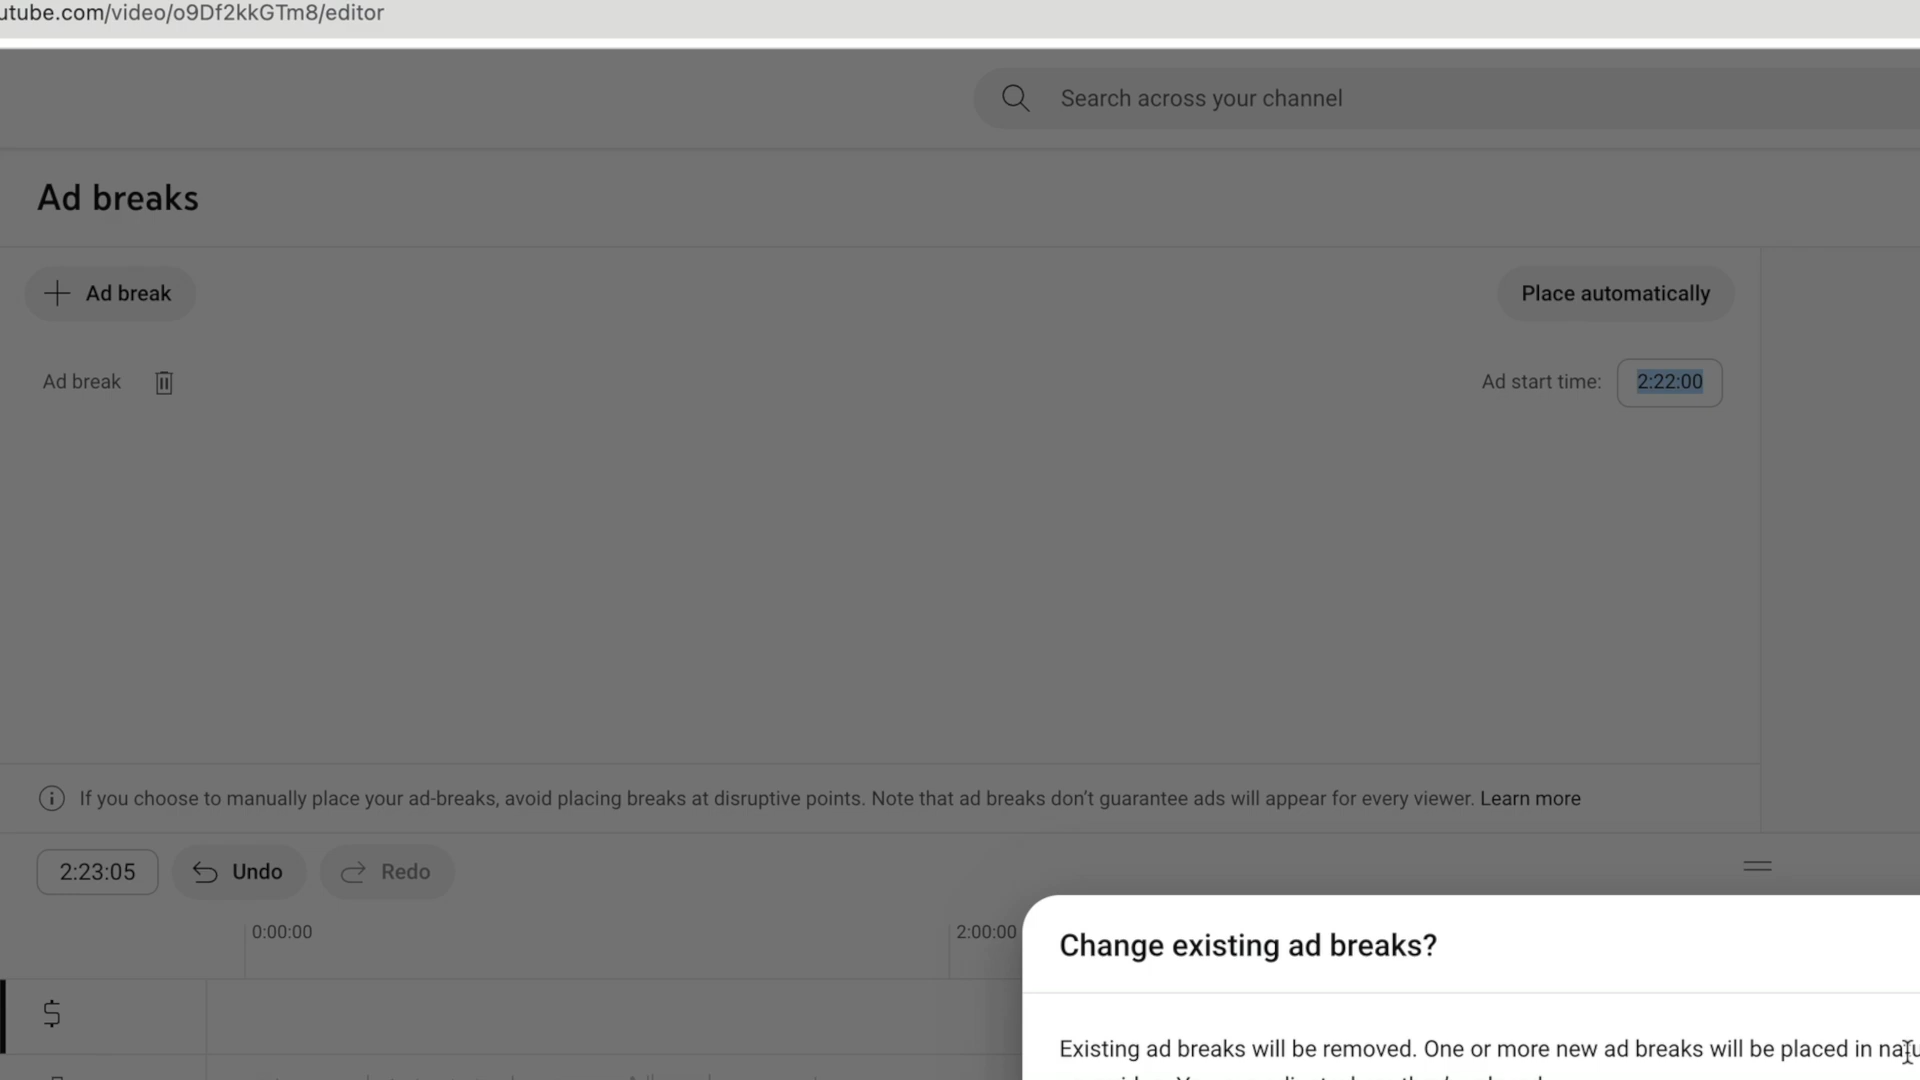 utube.com/video/o9Df2kkGTm8/editor
Search across your channel
Ad breaks
Ad break
Place automatically
Ad break
Ad start time: 2:22:00
If you choose to manually place your ad-breaks, avoid placing breaks at disruptive points. Note that ad breaks don’t guarantee ads will appear for every viewer. Learn more
2:23:05 Undo Redo
0:00:00 2:00:00
Change existing ad breaks?
$
Existing ad breaks will be removed. One or more new ad breaks will be placed in